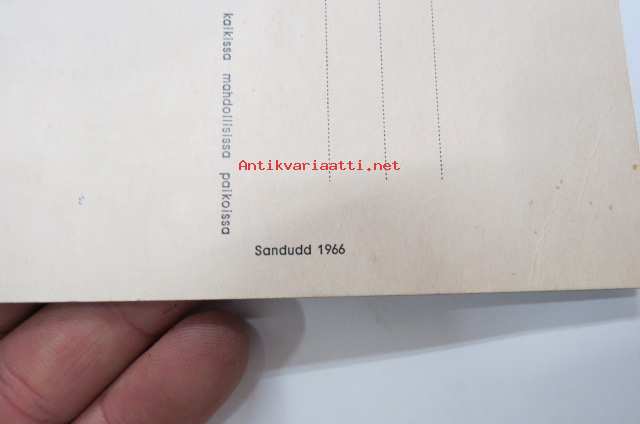 kaikissa mahdollisissa paikoissa
Antikvariaatti.net
Sandudd 1966